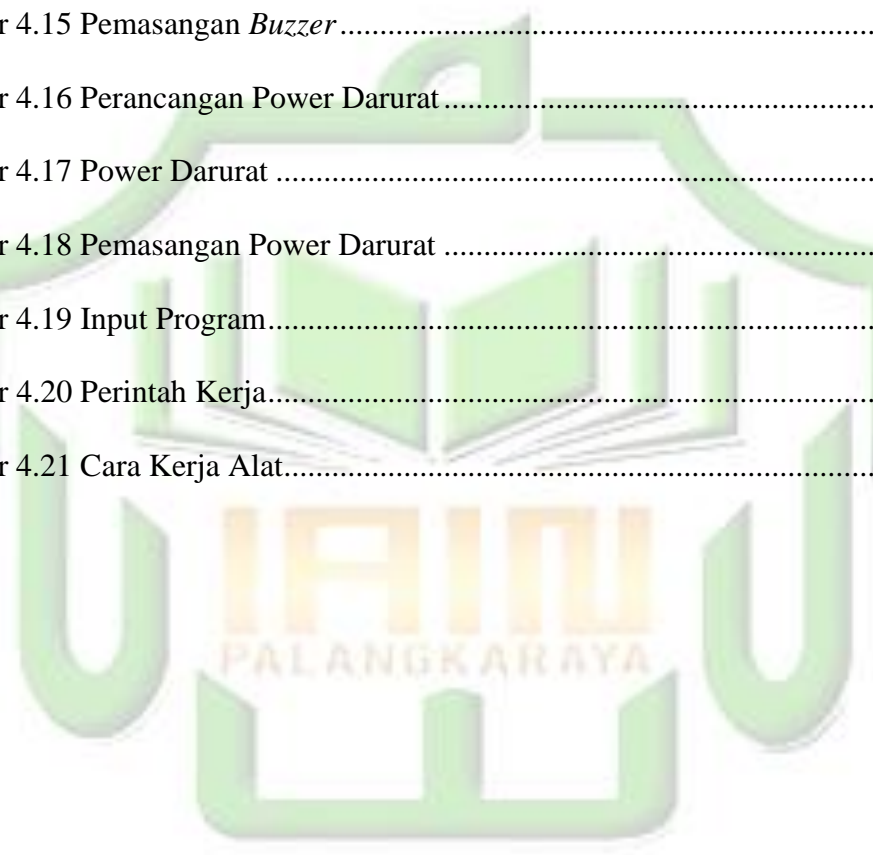 r 4.15 Pemasangan Buzzer........................................................................
r 4.16 Perancangan Power Darurat........................................................
r 4.17 Power Darurat ..............................................................................
r 4.18 Pemasangan Power Darurat ........................................................
r 4.19 Input Program................................................................................
r 4.20 Perintah Kerja...............................................................................
r 4.21 Cara Kerja Alat.............................................................................
IAIN
PALANGKARAYA